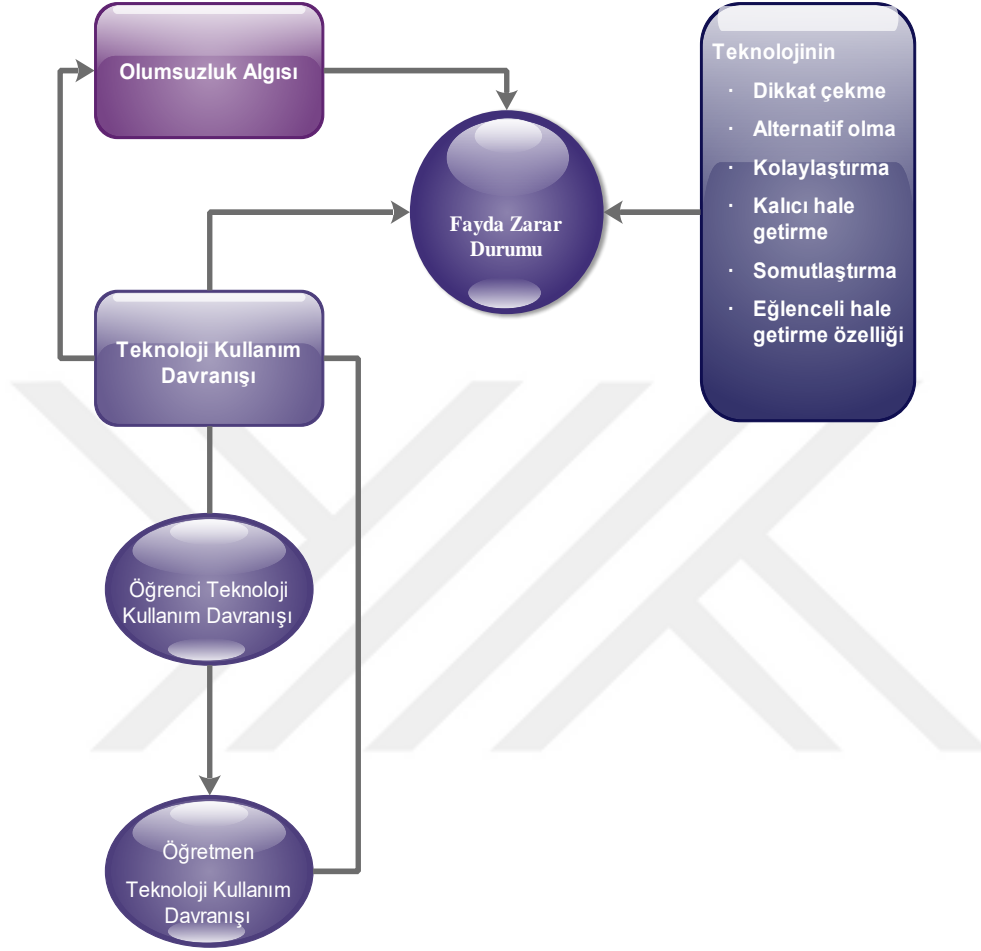 Olumsuzluk Algısı
Teknolojinin
· Dikkat çekme
· Alternatif olma
· Kolaylaştırma
· Kalıcı hale
getirme
· Somutlaştırma
· Eğlenceli hale
getirme özelliği
Fayda Zarar
Durumu
Teknoloji Kullanım
Davranışı
Öğrenci Teknoloji
Kullanım Davranışı
Öğretmen
Teknoloji Kullanım
Davranışı